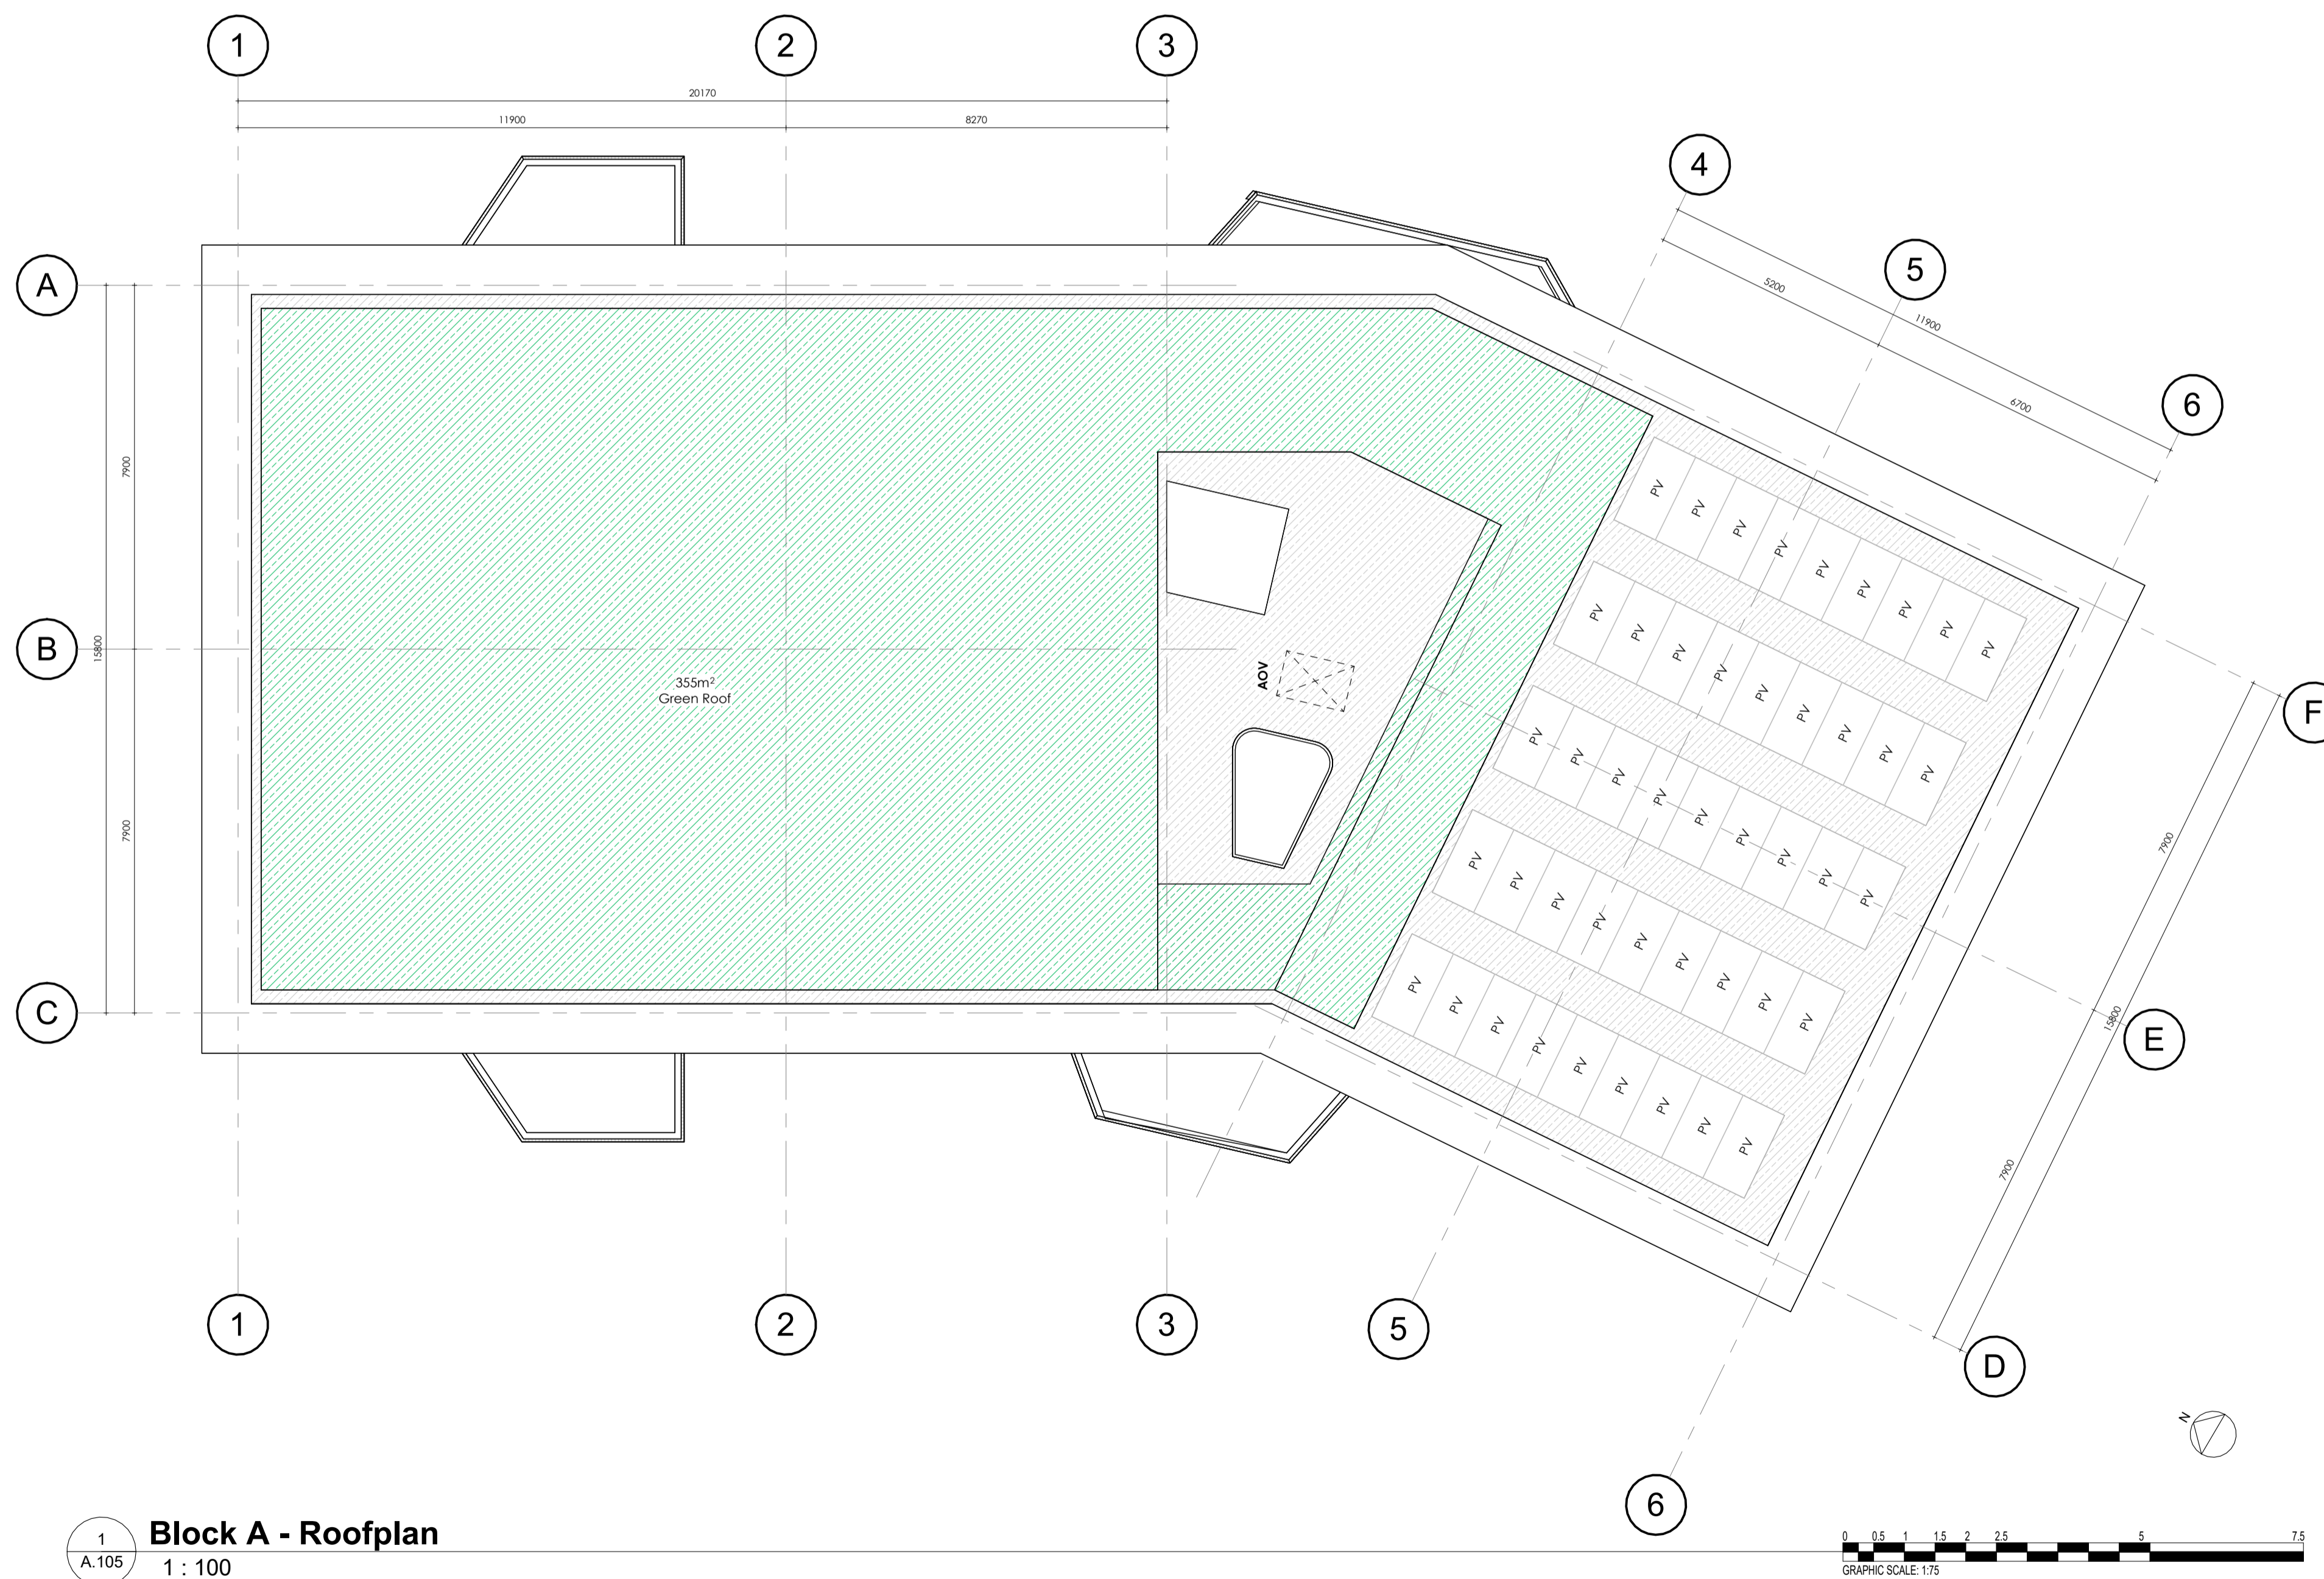 1
2
3
20170
11900
8270
4
5
6
5200
11900
6700
A
B
C
7900
15800
7900
355m²
Green Roof
AOV
PV PV PV PV PV PV PV PV PV
PV PV PV PV PV PV PV PV PV
PV PV PV PV PV PV PV PV PV
PV PV PV PV PV PV PV PV PV
PV PV PV PV PV PV PV PV PV
F
E
D
7900
15800
7900
1
2
3
5
6
N
1
A.105
Block A - Roofplan
1 : 100
0 0.5 1 1.5 2 2.5 5 7.5
GRAPHIC SCALE: 1:75